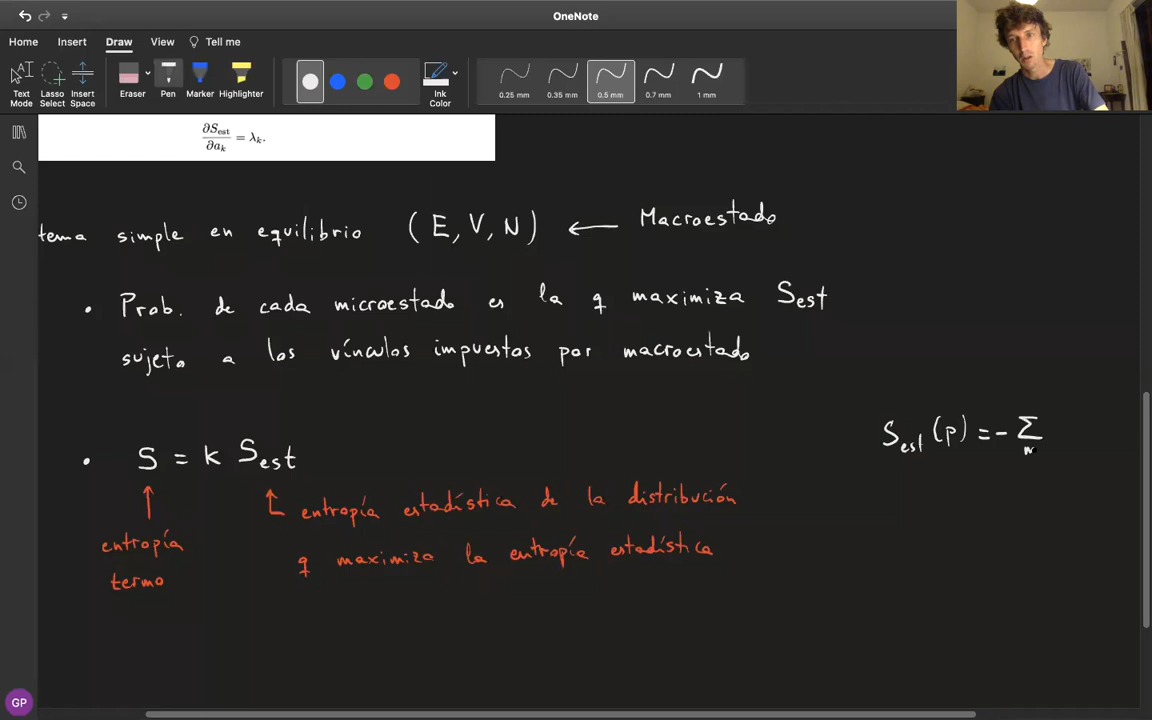 OneNote
Home Insert Draw View Tell me
Text Mode Lasso Select Insert Space Eraser Pen Marker Highlighter Ink Color 0.25 mm 0.35 mm 0.5 mm 0.7 mm 1 mm
∂S_est/∂a_k = λ_k.
tema simple en equilibrio (E, V, N) ← Macroestado
• Prob. de cada microestado es la q maximiza S_est
sujeto a los vínculos impuestos por macroestado
S_est (p) = - Σ
• S = k S_est
entropía estadística de la distribución
q maximiza la entropía estadística
entropía
termo
GP